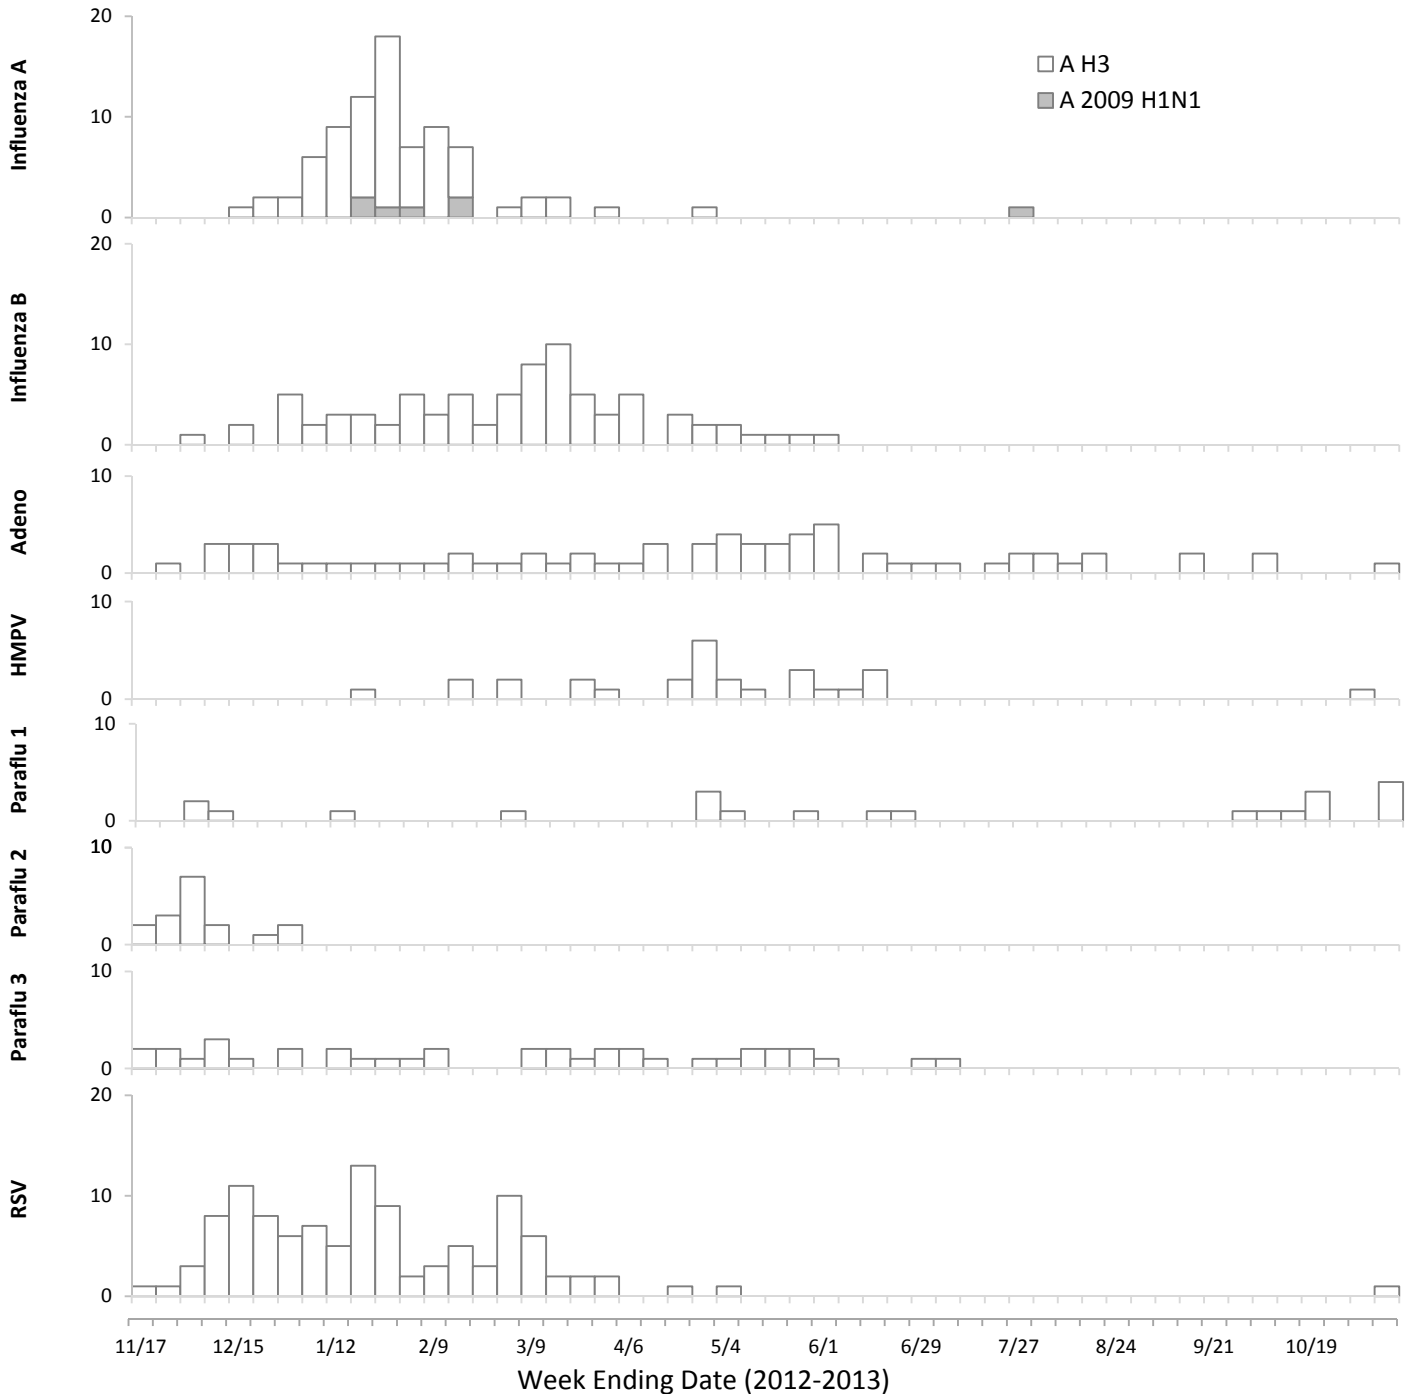 Influenza A
20
10
0
A H3
A 2009 H1N1
Influenza B
20
10
0
Adeno
10
0
HMPV
10
0
Paraflu 1
10
0
Paraflu 2
10
0
Paraflu 3
10
0
RSV
20
10
0
11/17 12/15 1/12 2/9 3/9 4/6 5/4 6/1 6/29 7/27 8/24 9/21 10/19
Week Ending Date (2012-2013)